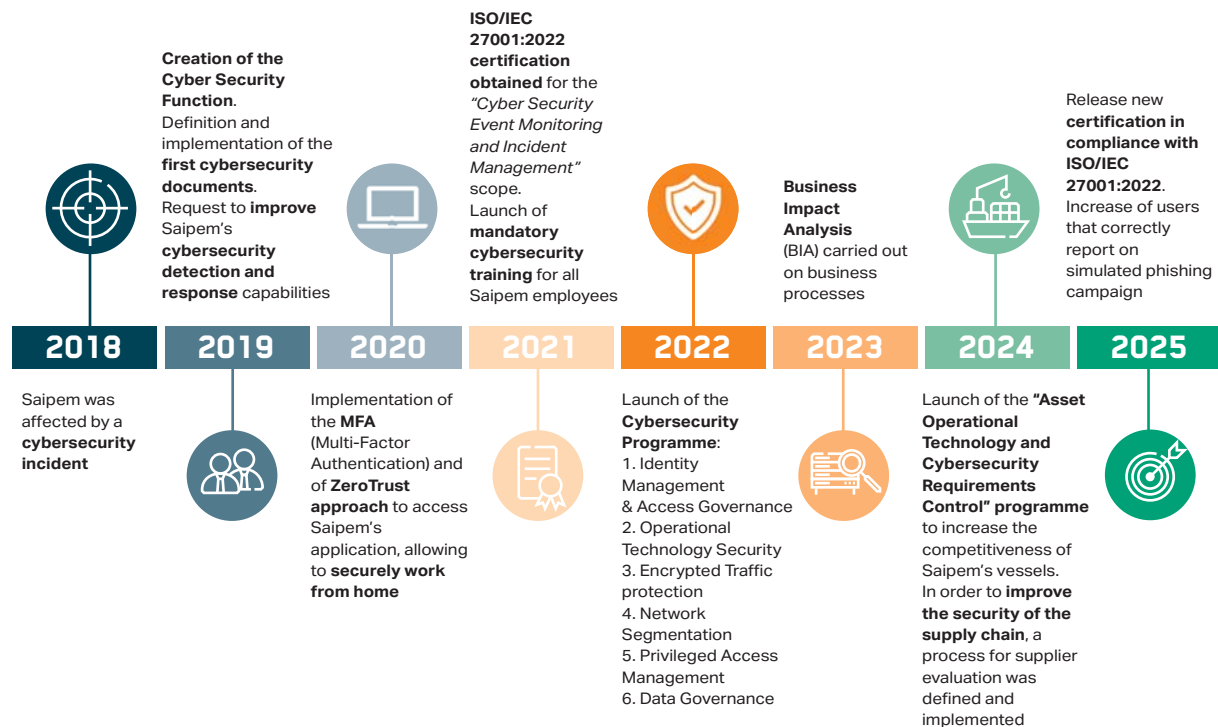 2018
Saipem was
affected by a
cybersecurity
incident
Creation of the
Cyber Security
Function.
Definition and
implementation of the
first cybersecurity
documents.
Request to improve
Saipem’s
cybersecurity
detection and
response capabilities
2019
2020
Implementation of
the MFA
(Multi-Factor
Authentication) and
of ZeroTrust
approach to access
Saipem’s
application, allowing
to securely work
from home
ISO/IEC
27001:2022
certification
obtained for the
“Cyber Security
Event Monitoring
and Incident
Management”
scope.
Launch of
mandatory
cybersecurity
training for all
Saipem employees
2021
2022
Launch of the
Cybersecurity
Programme:
1. Identity
Management
& Access Governance
2. Operational
Technology Security
3. Encrypted Traffic
protection
4. Network
Segmentation
5. Privileged Access
Management
6. Data Governance
Business
Impact
Analysis
(BIA) carried out
on business
processes
2023
2024
Launch of the “Asset
Operational
Technology and
Cybersecurity
Requirements
Control” programme
to increase the
competitiveness of
Saipem’s vessels.
In order to improve
the security of the
supply chain, a
process for supplier
evaluation was
defined and
implemented
Release new
certification in
compliance with
ISO/IEC
27001:2022.
Increase of users
that correctly
report on
simulated phishing
campaign
2025